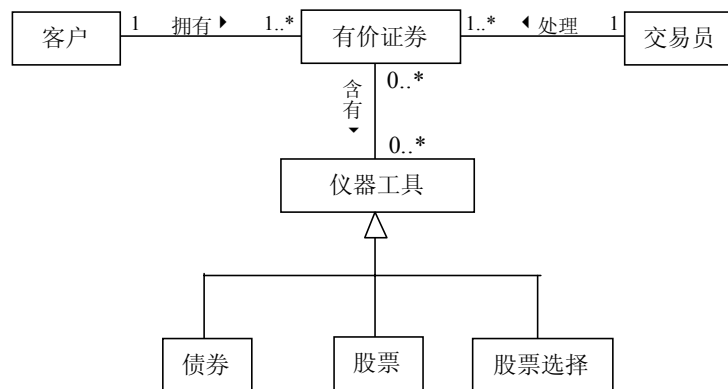 客户 1 拥有 1..* 有价证券 1..* 处理 1 交易员
0..*
含有
0..*
仪器工具
债券 股票 股票选择